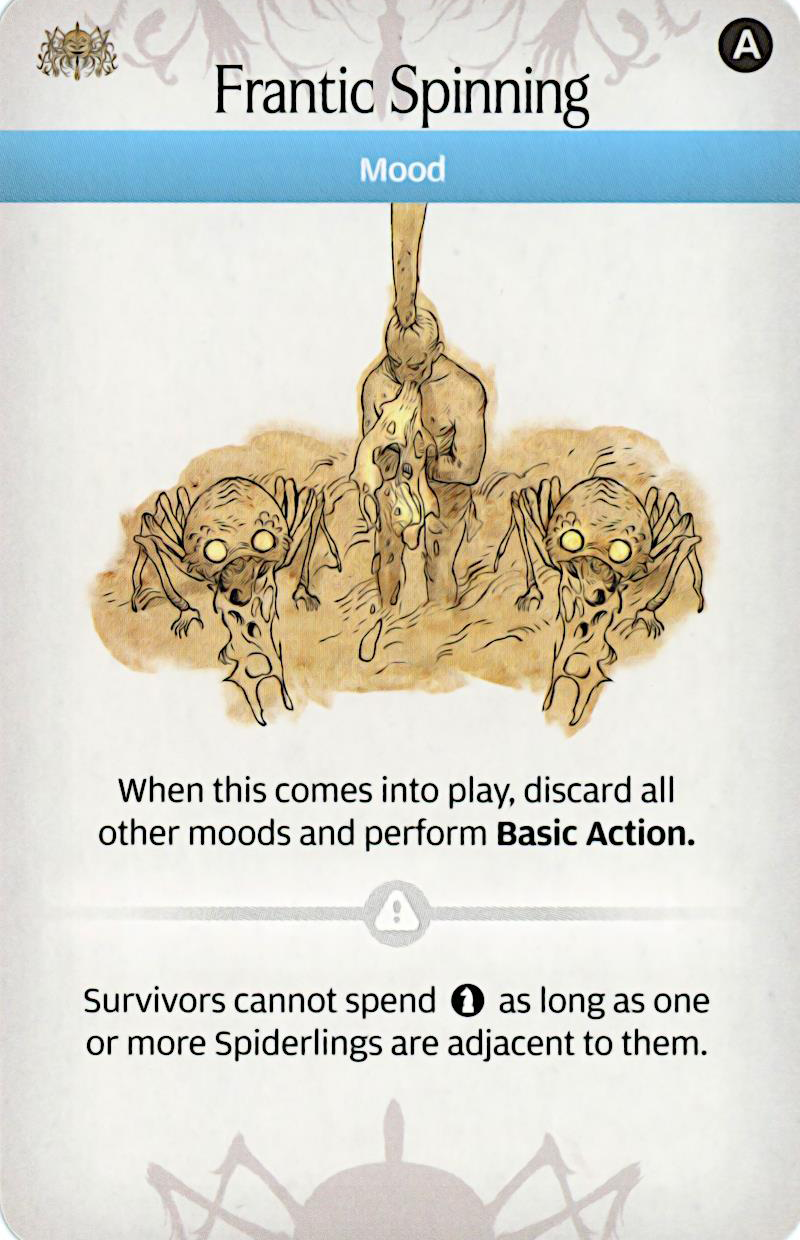 A
Frantic Spinning
Mood
When this comes into play, discard all
other moods and perform Basic Action.
Survivors cannot spend as long as one
or more Spiderlings are adjacent to them.